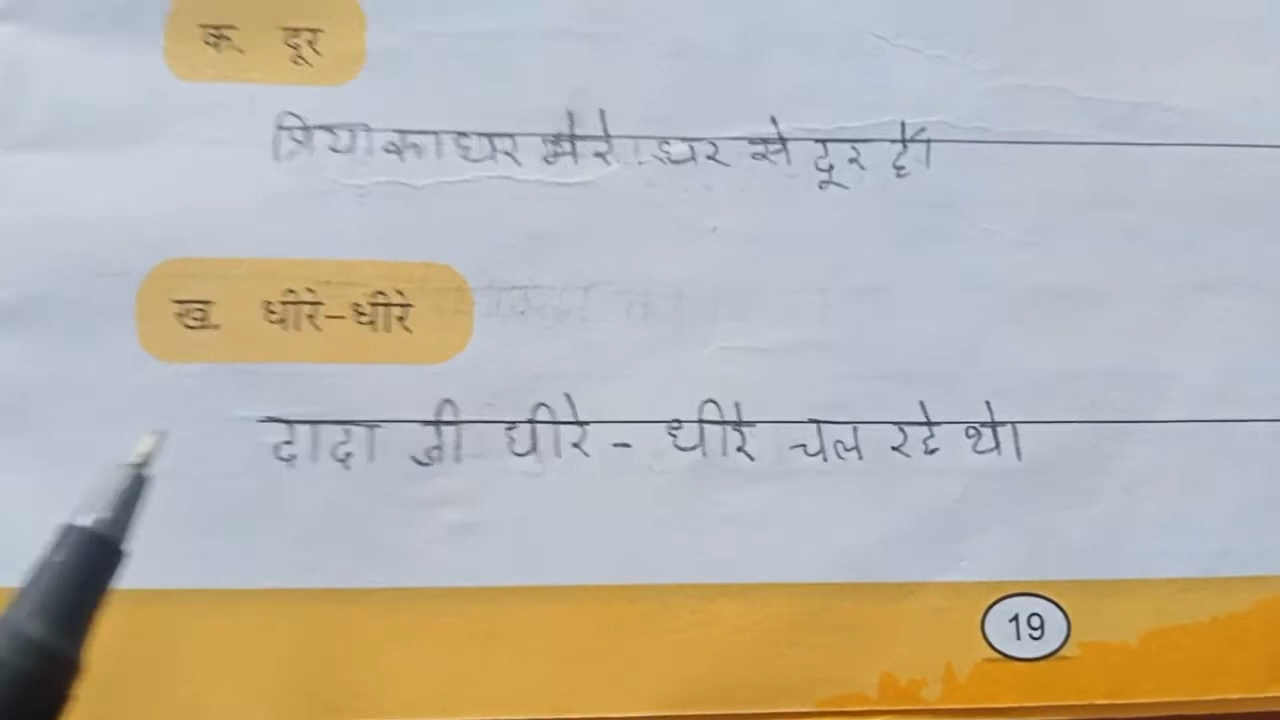 क. दूर
प्रिया का घर मेरे घर से दूर है।
ख. धीरे-धीरे
दादा जी धीरे - धीरे चल रहे थे।
19